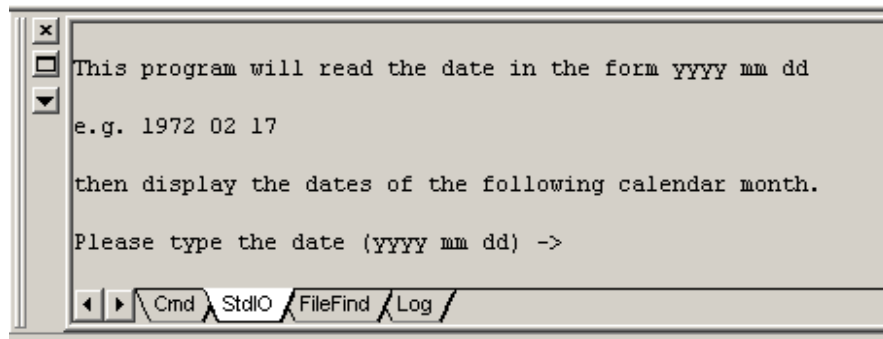 This program will read the date in the form yyyy mm dd
e.g. 1972 02 17
then display the dates of the following calendar month.
Please type the date (yyyy mm dd) ->
Cmd StdIO FileFind Log